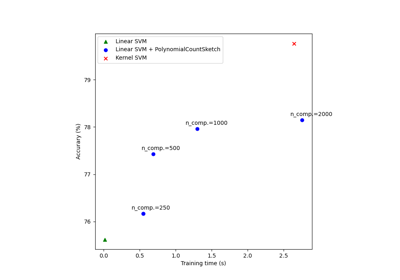 Linear SVM
Linear SVM + PolynomialCountSketch
Kernel SVM
79
78
77
76
Accurary (%)
n_comp.=2000
n_comp.=1000
n_comp.=500
n_comp.=250
0.0 0.5 1.0 1.5 2.0 2.5
Training time (s)